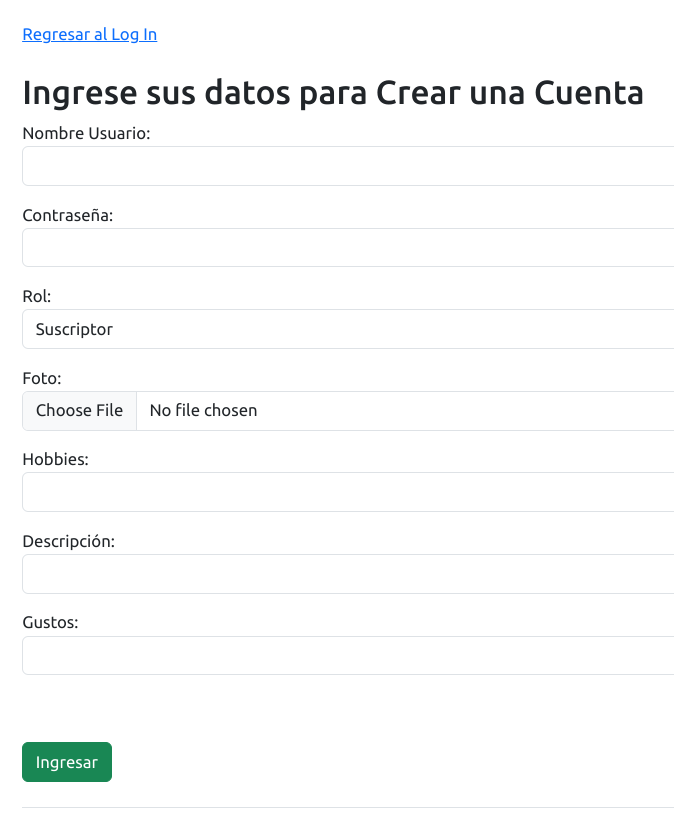 Regresar al Log In
Ingrese sus datos para Crear una Cuenta
Nombre Usuario:
Contraseña:
Rol:
Suscriptor
Foto:
Choose File No file chosen
Hobbies:
Descripción:
Gustos:
Ingresar